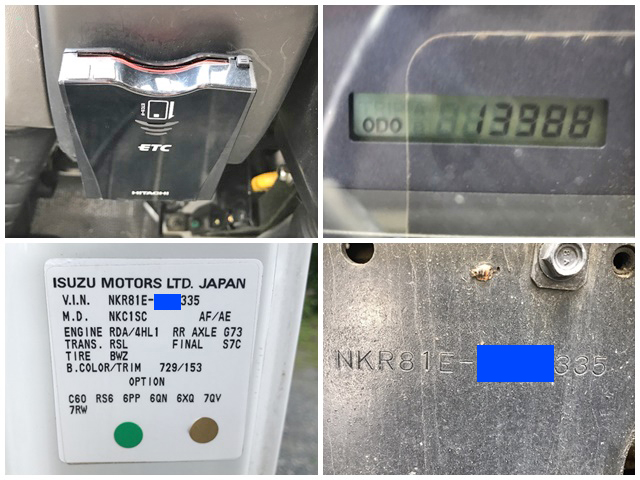 ETC
HITACHI
ODO 13988
ISUZU MOTORS LTD. JAPAN
V.I.N. NKR81E- 335
M.D. NKC1SC AF/AE
ENGINE RDA/4HL1 RR AXLE G73
TRANS. RSL FINAL S7C
TIRE BWZ
B.COLOR/TRIM 729/153
OPTION
C60 RS6 6PP 6QN 6XQ 7QV
7RW
NKR81E- 335